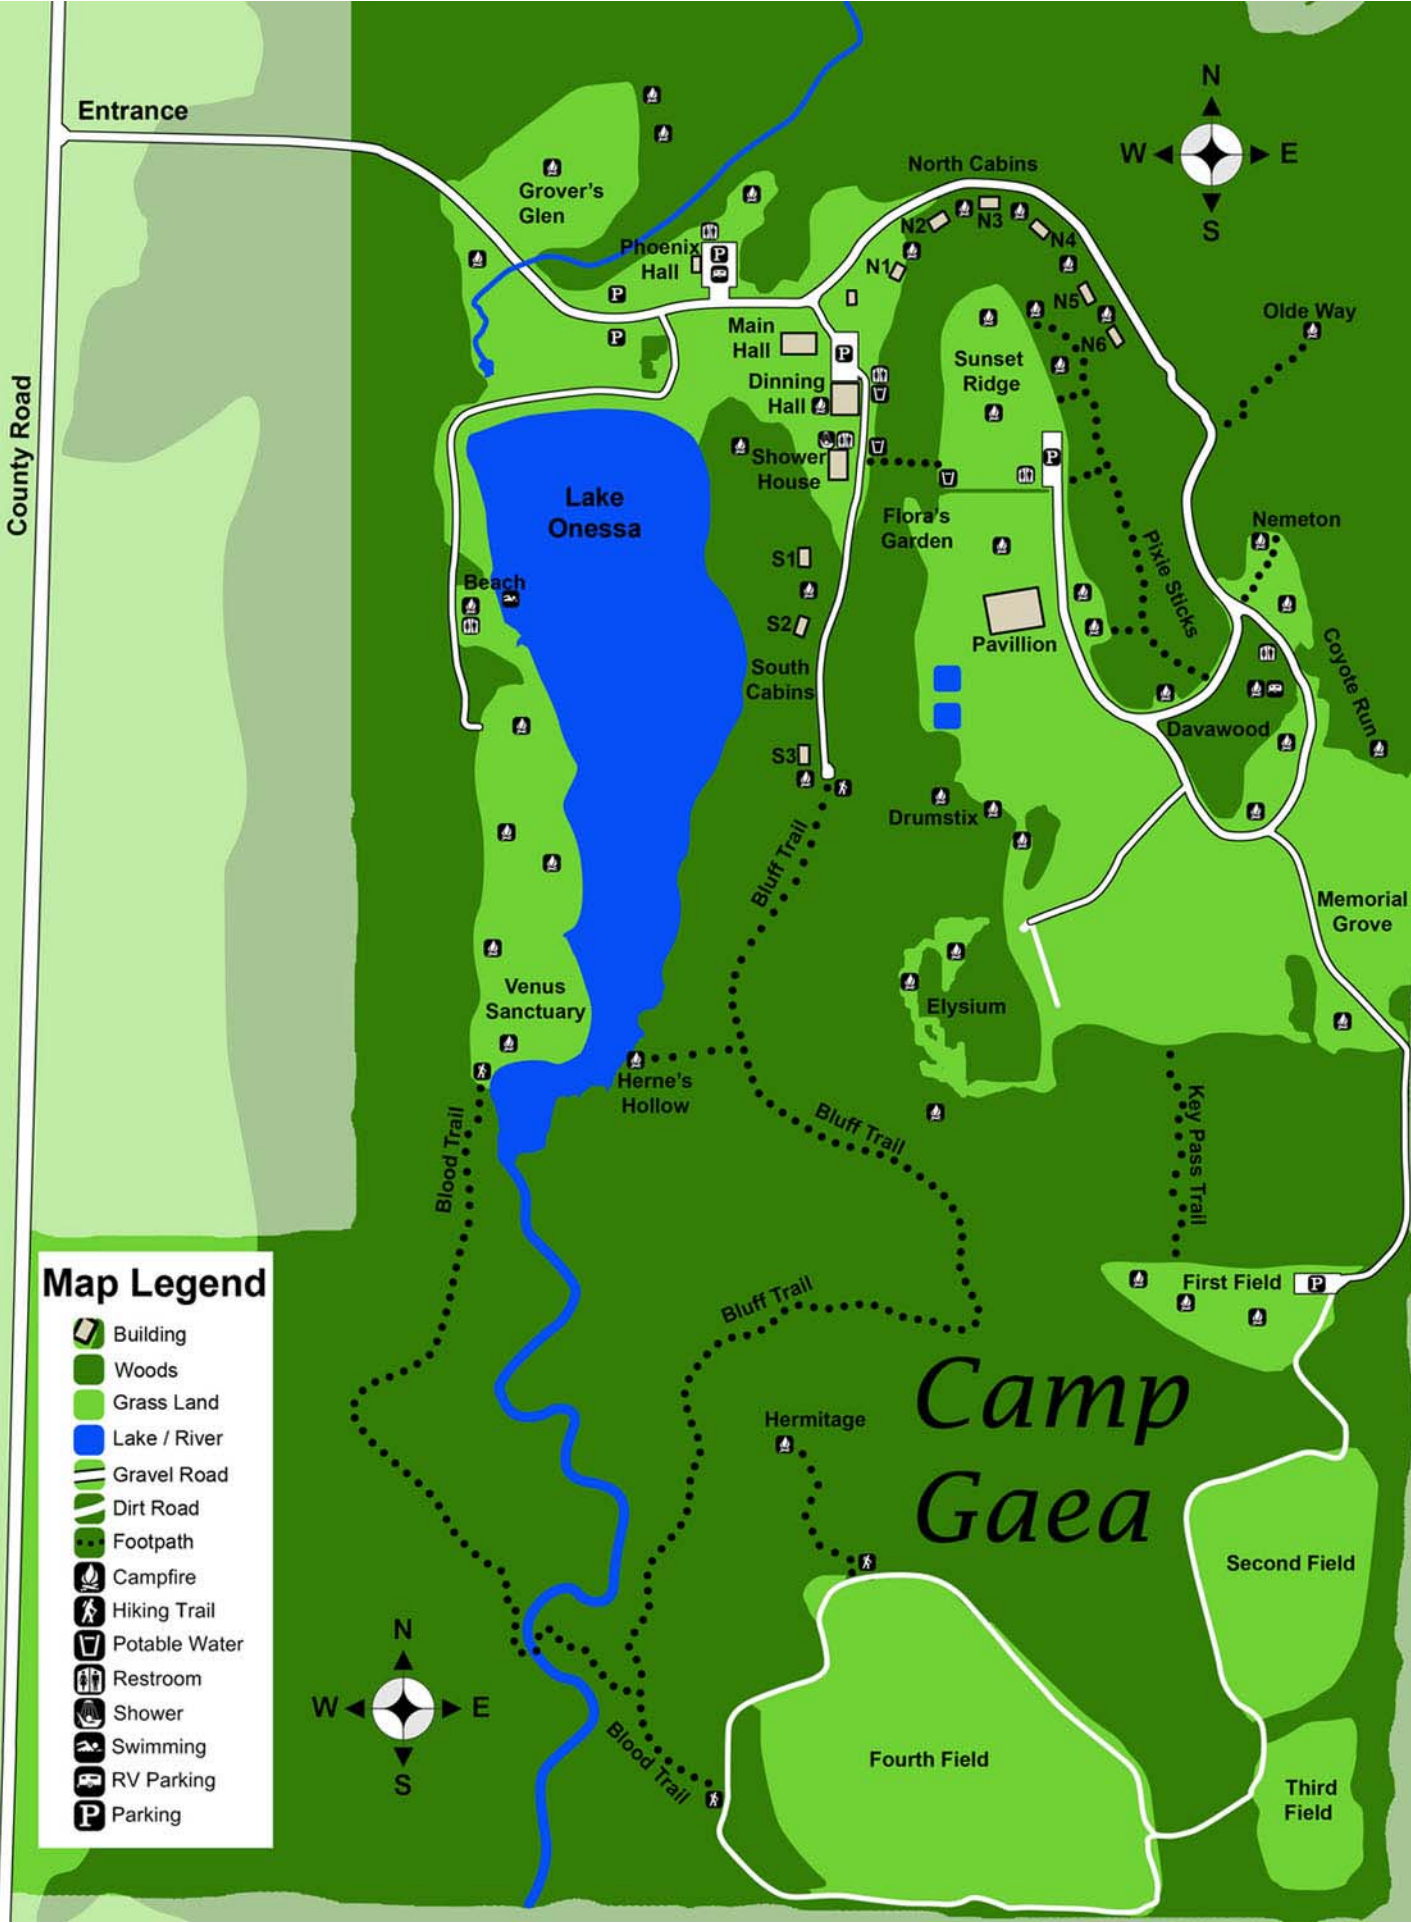 N
W E
S
Entrance
North Cabins
Grover's
Glen
N2
N3
N4
Phoenix
Hall
N1
N5
Olde Way
Main
Hall
N6
Sunset
Ridge
Dinning
Hall
County Road
Shower
House
Lake
Onessa
Flora's
Garden
Nemeton
S1
Beach
Pixie Sticks
S2
Pavillion
South
Cabins
Coyote Run
Davawood
S3
Drumstix
Bluff Trail
Memorial
Grove
Venus
Sanctuary
Elysium
Herne's
Hollow
Blood Trail
Bluff Trail
Key Pass Trail
First Field
P
P
P
P
P
P
Bluff Trail
Camp
Gaea
Hermitage
Second Field
Fourth Field
Third
Field
Blood Trail
N
W E
S
Map Legend
Building
Woods
Grass Land
Lake / River
Gravel Road
Dirt Road
Footpath
Campfire
Hiking Trail
Potable Water
Restroom
Shower
Swimming
RV Parking
P Parking